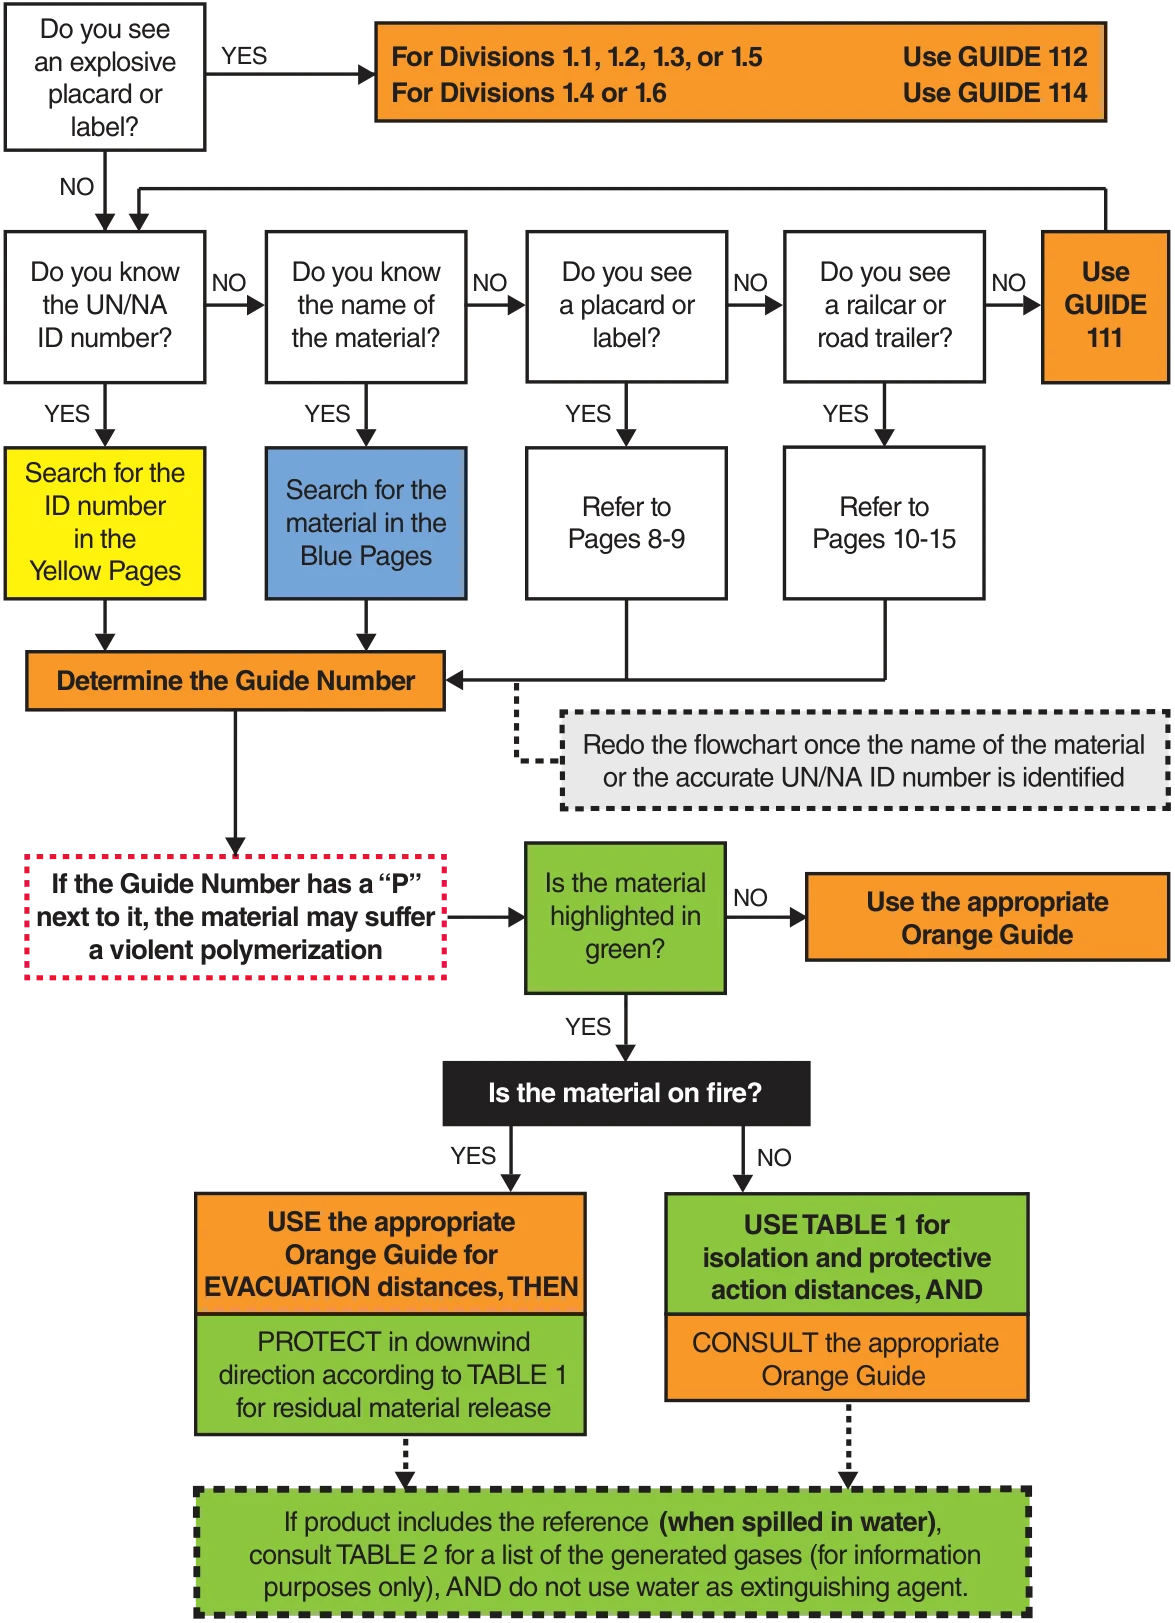 Do you see
an explosive
placard or
label?
YES
For Divisions 1.1, 1.2, 1.3, or 1.5 Use GUIDE 112
For Divisions 1.4 or 1.6 Use GUIDE 114
NO
Do you know
the UN/NA
ID number?
NO
Do you know
the name of
the material?
NO
Do you see
a placard or
label?
NO
Do you see
a railcar or
road trailer?
NO
Use
GUIDE
111
YES
YES
YES
YES
Search for the
ID number
in the
Yellow Pages
Search for the
material in the
Blue Pages
Refer to
Pages 8-9
Refer to
Pages 10-15
Determine the Guide Number
Redo the flowchart once the name of the material
or the accurate UN/NA ID number is identified
If the Guide Number has a “P”
next to it, the material may suffer
a violent polymerization
Is the material
highlighted in
green?
NO
Use the appropriate
Orange Guide
YES
Is the material on fire?
YES
NO
USE the appropriate
Orange Guide for
EVACUATION distances, THEN
PROTECT in downwind
direction according to TABLE 1
for residual material release
USE TABLE 1 for
isolation and protective
action distances, AND
CONSULT the appropriate
Orange Guide
If product includes the reference (when spilled in water),
consult TABLE 2 for a list of the generated gases (for information
purposes only), AND do not use water as extinguishing agent.